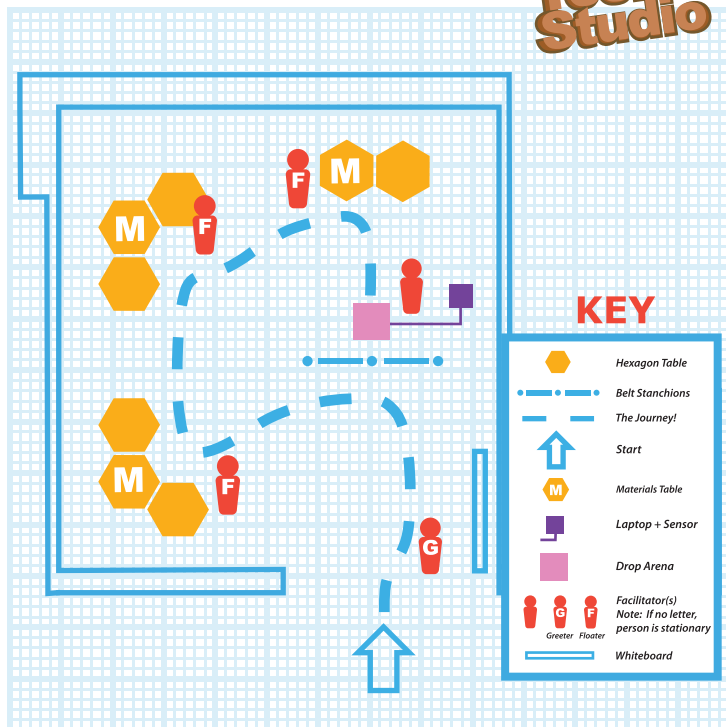 Studio
F
M
M
F
KEY
Hexagon Table
Belt Stanchions
The Journey!
Start
M
F
M
Materials Table
Laptop + Sensor
G
Drop Arena
Facilitator(s)
G
F
Note: If no letter,
person is stationary
Greeter
Floater
Whiteboard